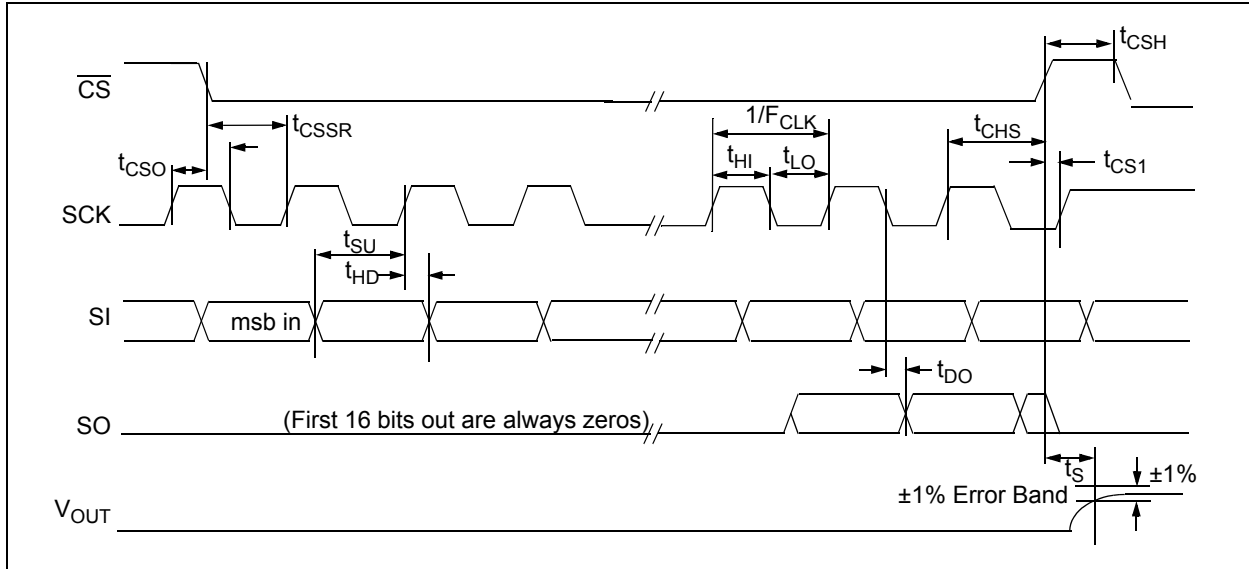 tCSH
CS
1/FCLK
tCSSR
tCHS
tCSO
tHI
tLO
tCS1
SCK
tSU
tHD
SI
msb in
tDO
SO
(First 16 bits out are always zeros)
tS
±1%
±1% Error Band
VOUT